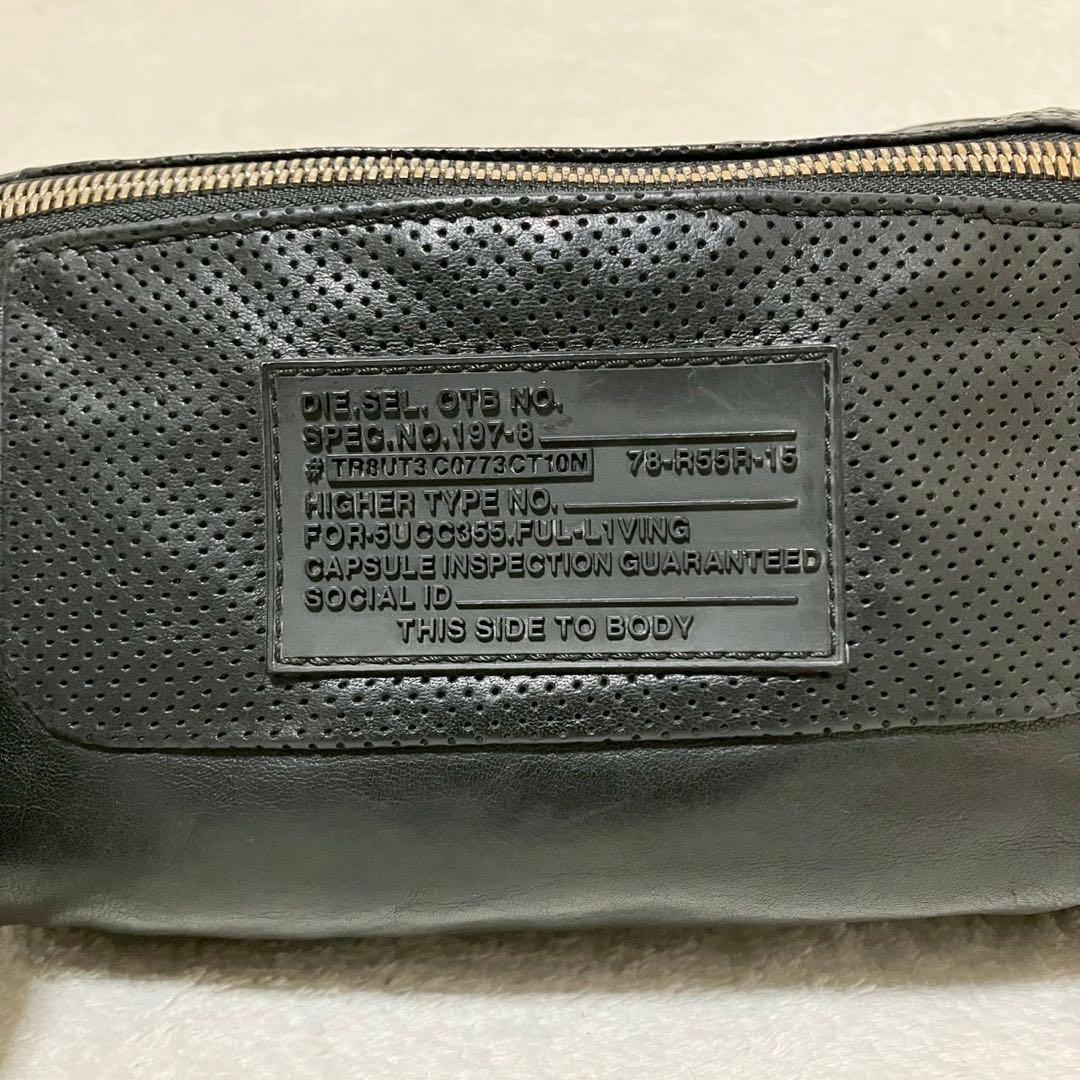 DIE.SEL. OTB NO.
SPEC.NO.197-8
# TR8UT3 C0773CT10N 78-R55R-15
HIGHER TYPE NO.
FOR-5UCC355.FUL-L1VING
CAPSULE INSPECTION GUARANTEED
SOCIAL ID
THIS SIDE TO BODY